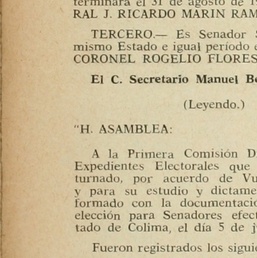 terminará el 31 de agosto de 1
RAL J. RICARDO MARIN RAM
TERCERO.— Es Senador S
mismo Estado e igual período e
CORONEL ROGELIO FLORES
El C. Secretario Manuel Be
(Leyendo.)
"H. ASAMBLEA:
A la Primera Comisión D
Expedientes Electorales que
turnado, por acuerdo de Vu
y para su estudio y dictame
formado con la documentació
elección para Senadores efect
tado de Colima, el día 5 de j
Fueron registrados los siguie